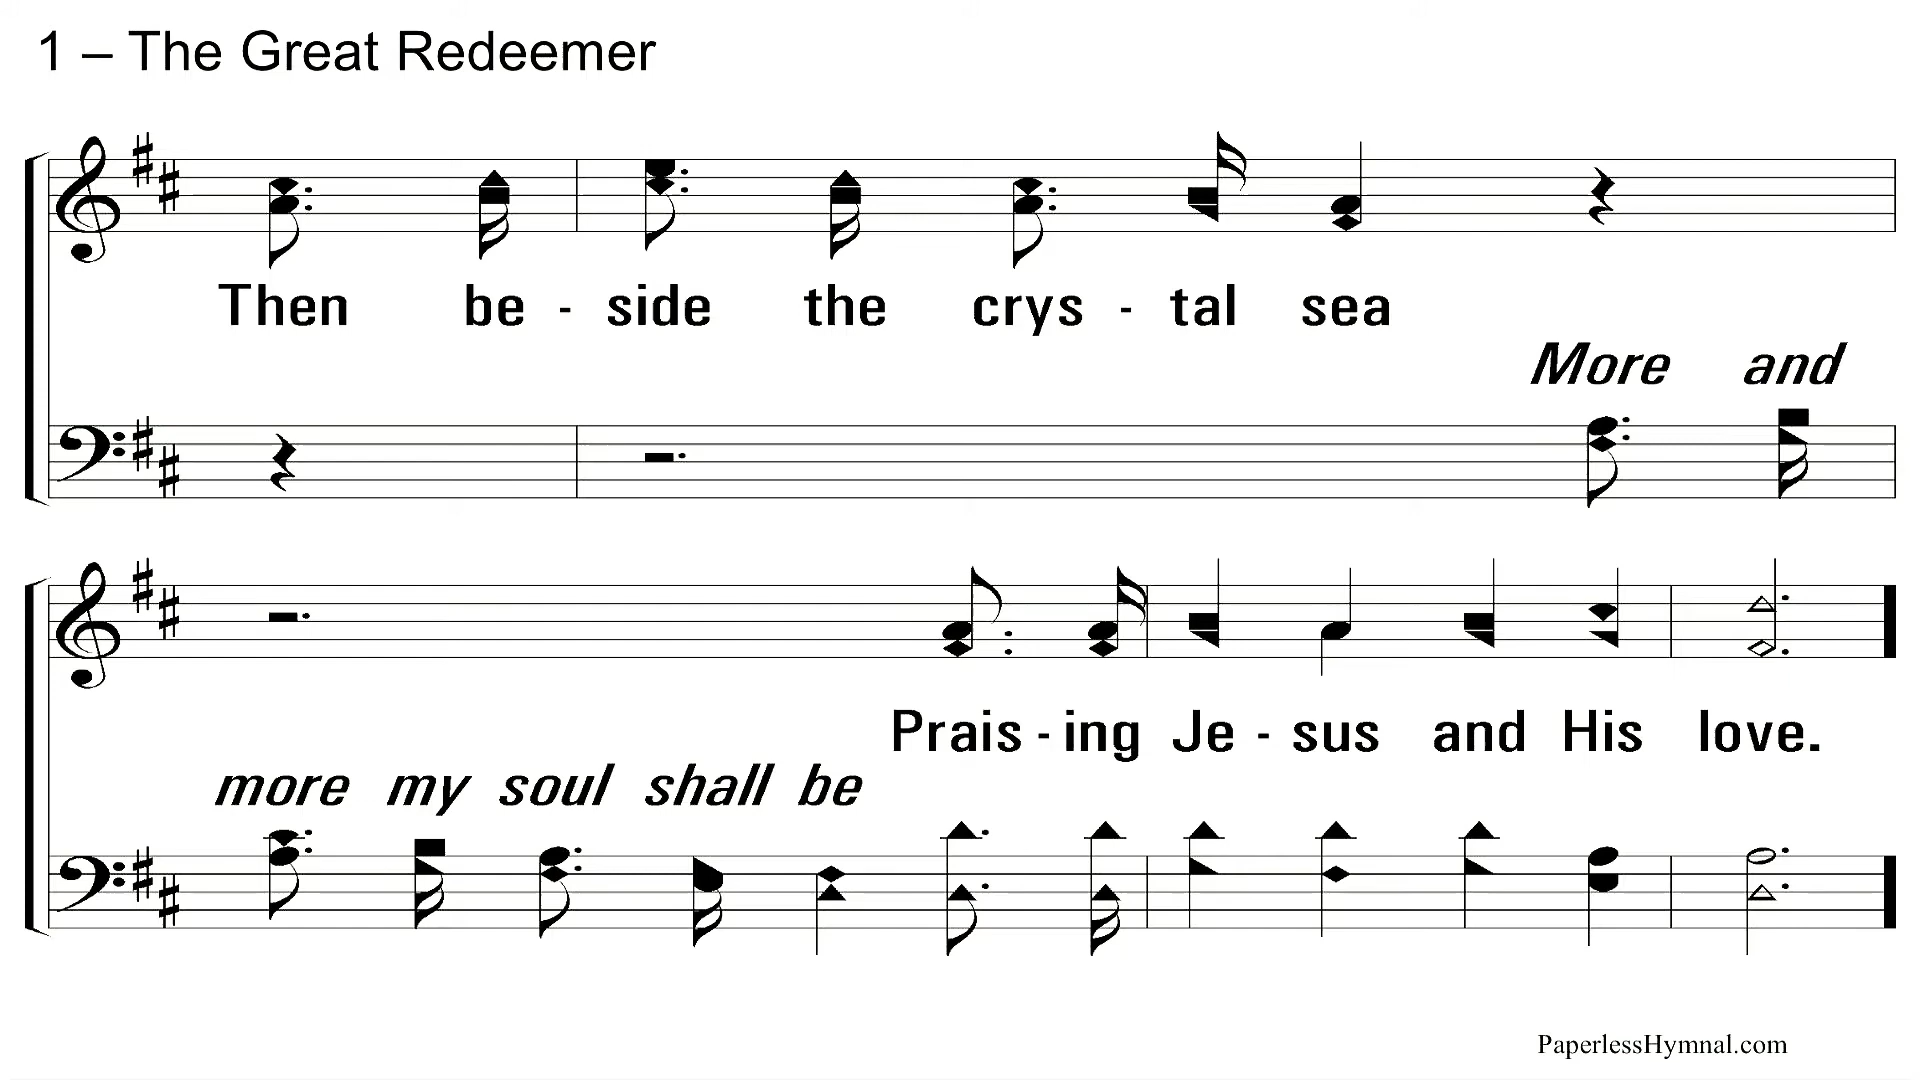 1 – The Great Redeemer
Then be - side the crys - tal sea
More and
Prais - ing Je - sus and His love.
more my soul shall be
PaperlessHymnal.com